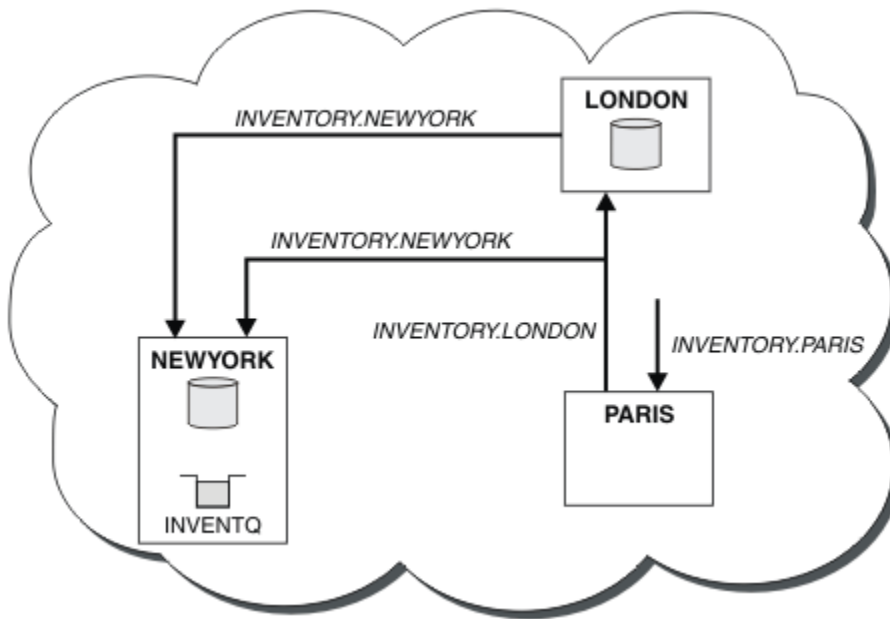 LONDON
INVENTORY.NEWYORK
INVENTORY.NEWYORK
INVENTORY.LONDON
INVENTORY.PARIS
NEWYORK
PARIS
INVENTQ